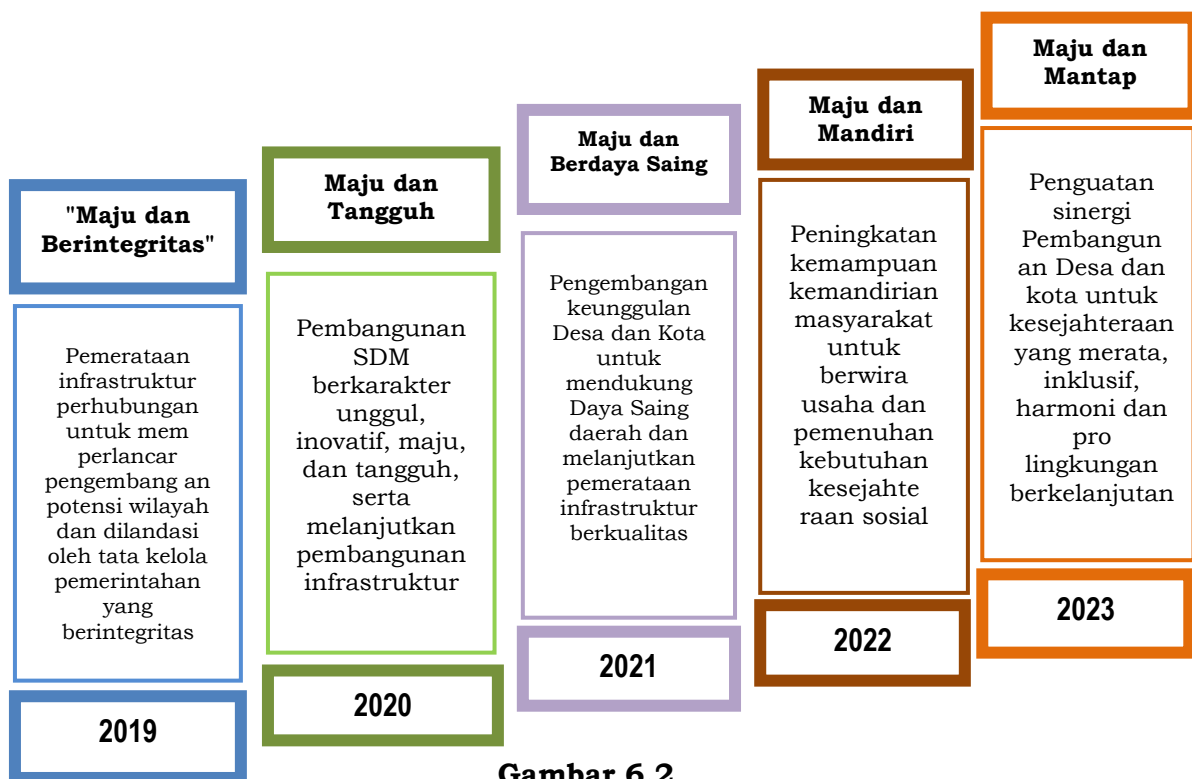 "Maju dan
Berintegritas"
Pemerataan
infrastruktur
perhubungan
untuk mem
perlancar
pengembang an
potensi wilayah
dan dilandasi
oleh tata kelola
pemerintahan
yang
berintegritas
2019
Maju dan
Tangguh
Pembangunan
SDM
berkarakter
unggul,
inovatif, maju,
dan tangguh,
serta
melanjutkan
pembangunan
infrastruktur
2020
Maju dan
Berdaya Saing
Pengembangan
keunggulan
Desa dan Kota
untuk
mendukung
Daya Saing
daerah dan
melanjutkan
pemerataan
infrastruktur
berkualitas
2021
Maju dan
Mandiri
Peningkatan
kemampuan
kemandirian
masyarakat
untuk
berwira
usaha dan
pemenuhan
kebutuhan
kesejahte
raan sosial
2022
Maju dan
Mantap
Penguatan
sinergi
Pembangun
an Desa dan
kota untuk
kesejahteraan
yang merata,
inklusif,
harmoni dan
pro
lingkungan
berkelanjutan
2023
Gambar 6.2